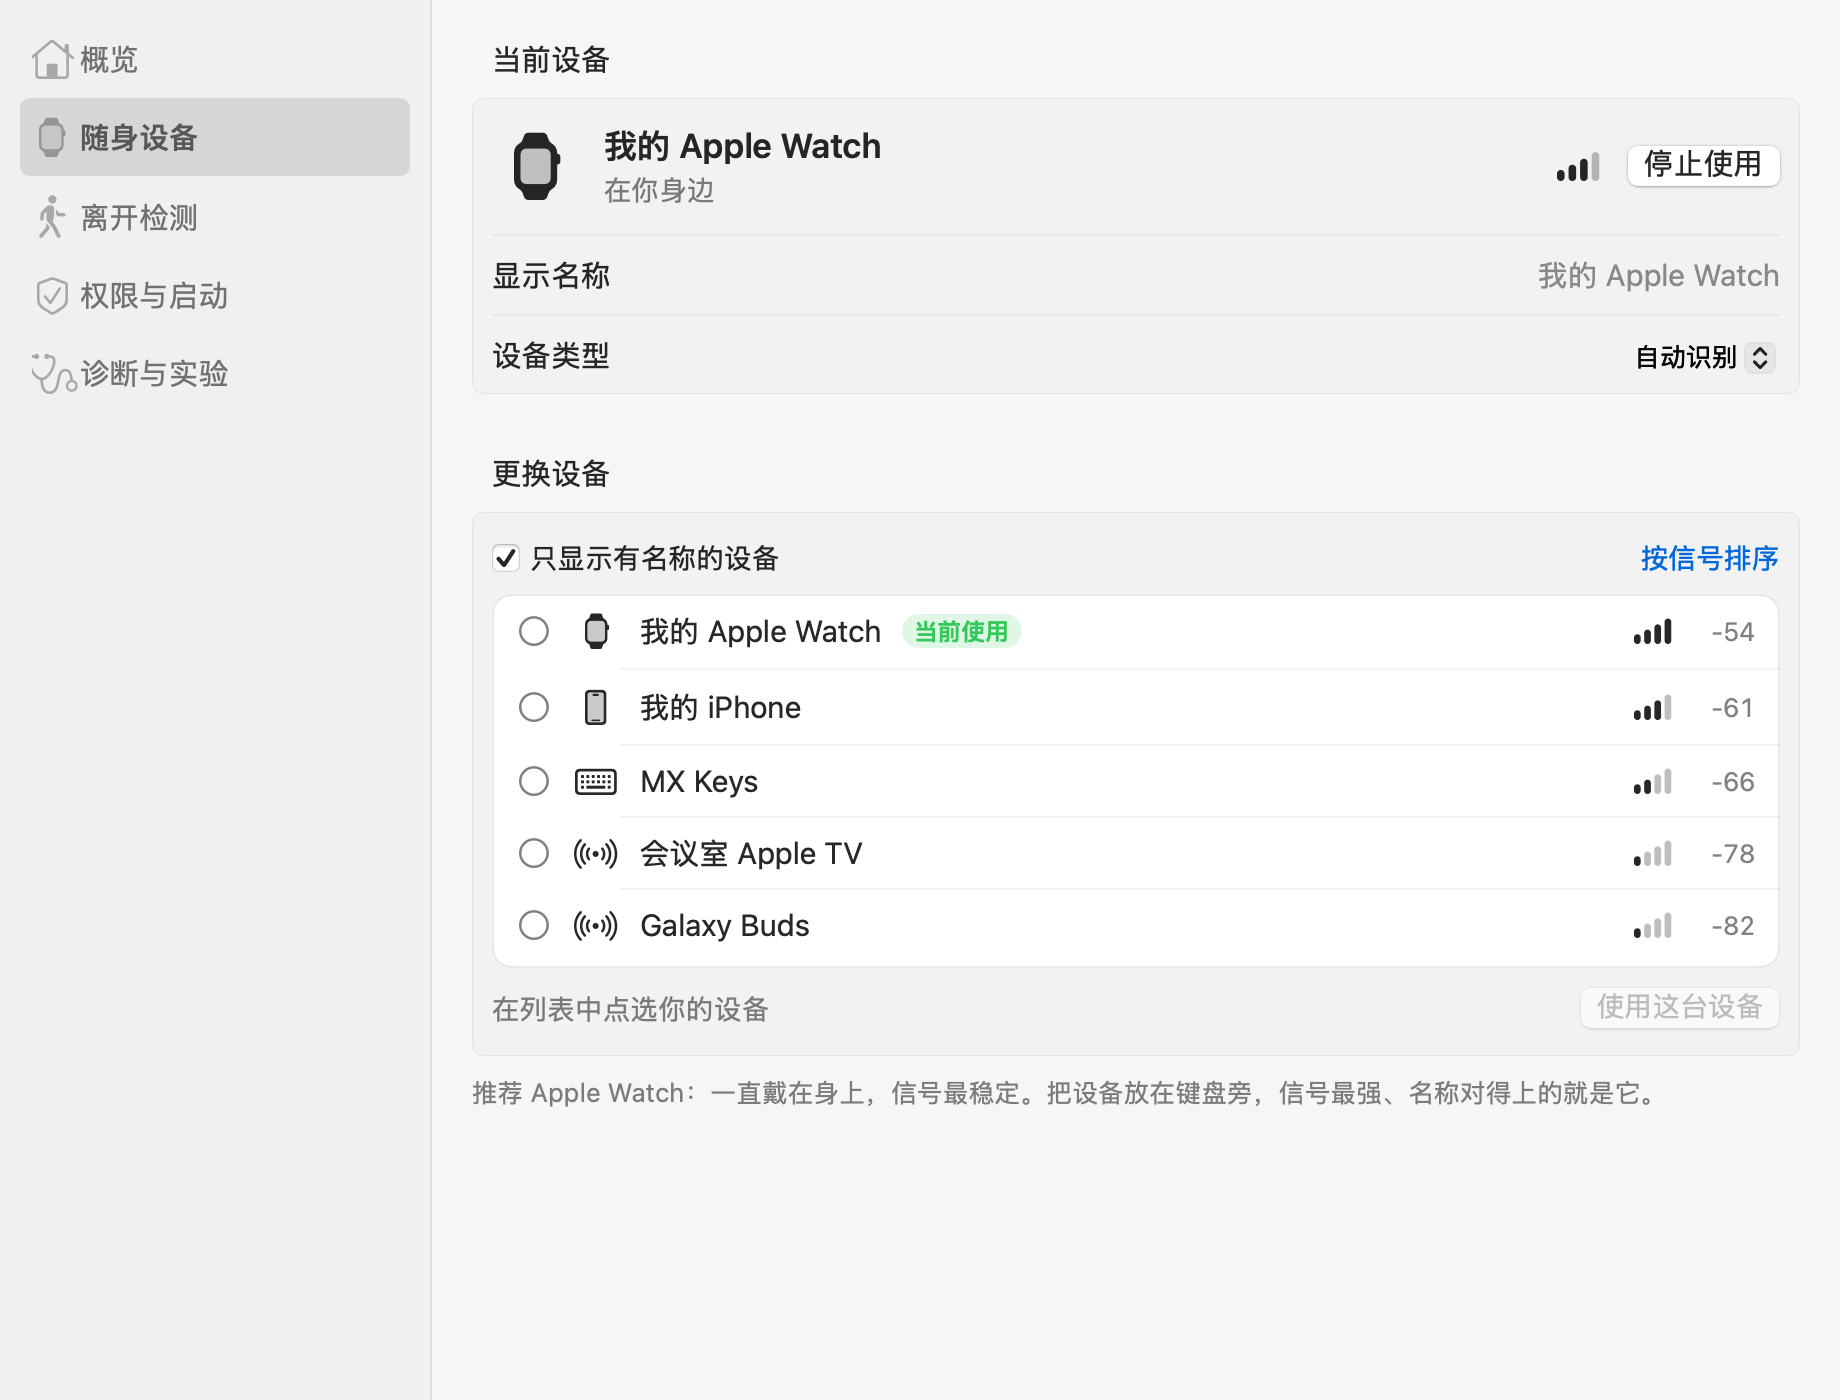 概览
随身设备
离开检测
权限与启动
诊断与实验
当前设备
我的 Apple Watch
在你身边
停止使用
显示名称
我的 Apple Watch
设备类型
自动识别
更换设备
只显示有名称的设备
按信号排序
我的 Apple Watch 当前使用 -54
我的 iPhone -61
MX Keys -66
会议室 Apple TV -78
Galaxy Buds -82
在列表中点选你的设备
使用这台设备
推荐 Apple Watch：一直戴在身上，信号最稳定。把设备放在键盘旁，信号最强、名称对得上的就是它。